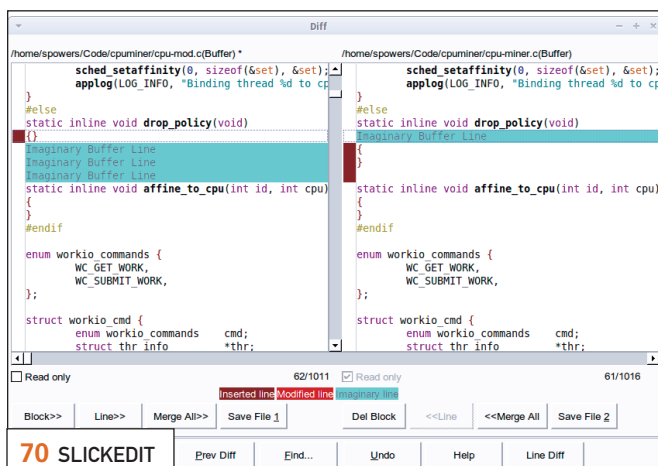 Diff
/home/spowers/Code/cpuminer/cpu-mod.c(Buffer) *
/home/spowers/Code/cpuminer/cpu-miner.c(Buffer)
sched_setaffinity(0, sizeof(&set), &set);
applog(LOG_INFO, "Binding thread %d to cp
}
#else
static inline void drop_policy(void)
{}
Imaginary Buffer Line
Imaginary Buffer Line
Imaginary Buffer Line
static inline void affine_to_cpu(int id, int cpu)
{
}
#endif
enum workio_commands {
WC_GET_WORK,
WC_SUBMIT_WORK,
};
struct workio_cmd {
enum workio_commands cmd;
struct thr_info *thr;
sched_setaffinity(0, sizeof(&set), &set);
applog(LOG_INFO, "Binding thread %d to cp
}
#else
static inline void drop_policy(void)
Imaginary Buffer Line
{
}
static inline void affine_to_cpu(int id, int cpu)
{
}
#endif
enum workio_commands {
WC_GET_WORK,
WC_SUBMIT_WORK,
};
struct workio_cmd {
enum workio_commands cmd;
struct thr_info *thr;
Read only 62/1011
Read only 61/1016
Inserted line Modified line Imaginary line
Block>> Line>> Merge All>> Save File 1 Del Block <<Line <<Merge All Save File 2
70 SLICKEDIT Prev Diff Find... Undo Help Line Diff